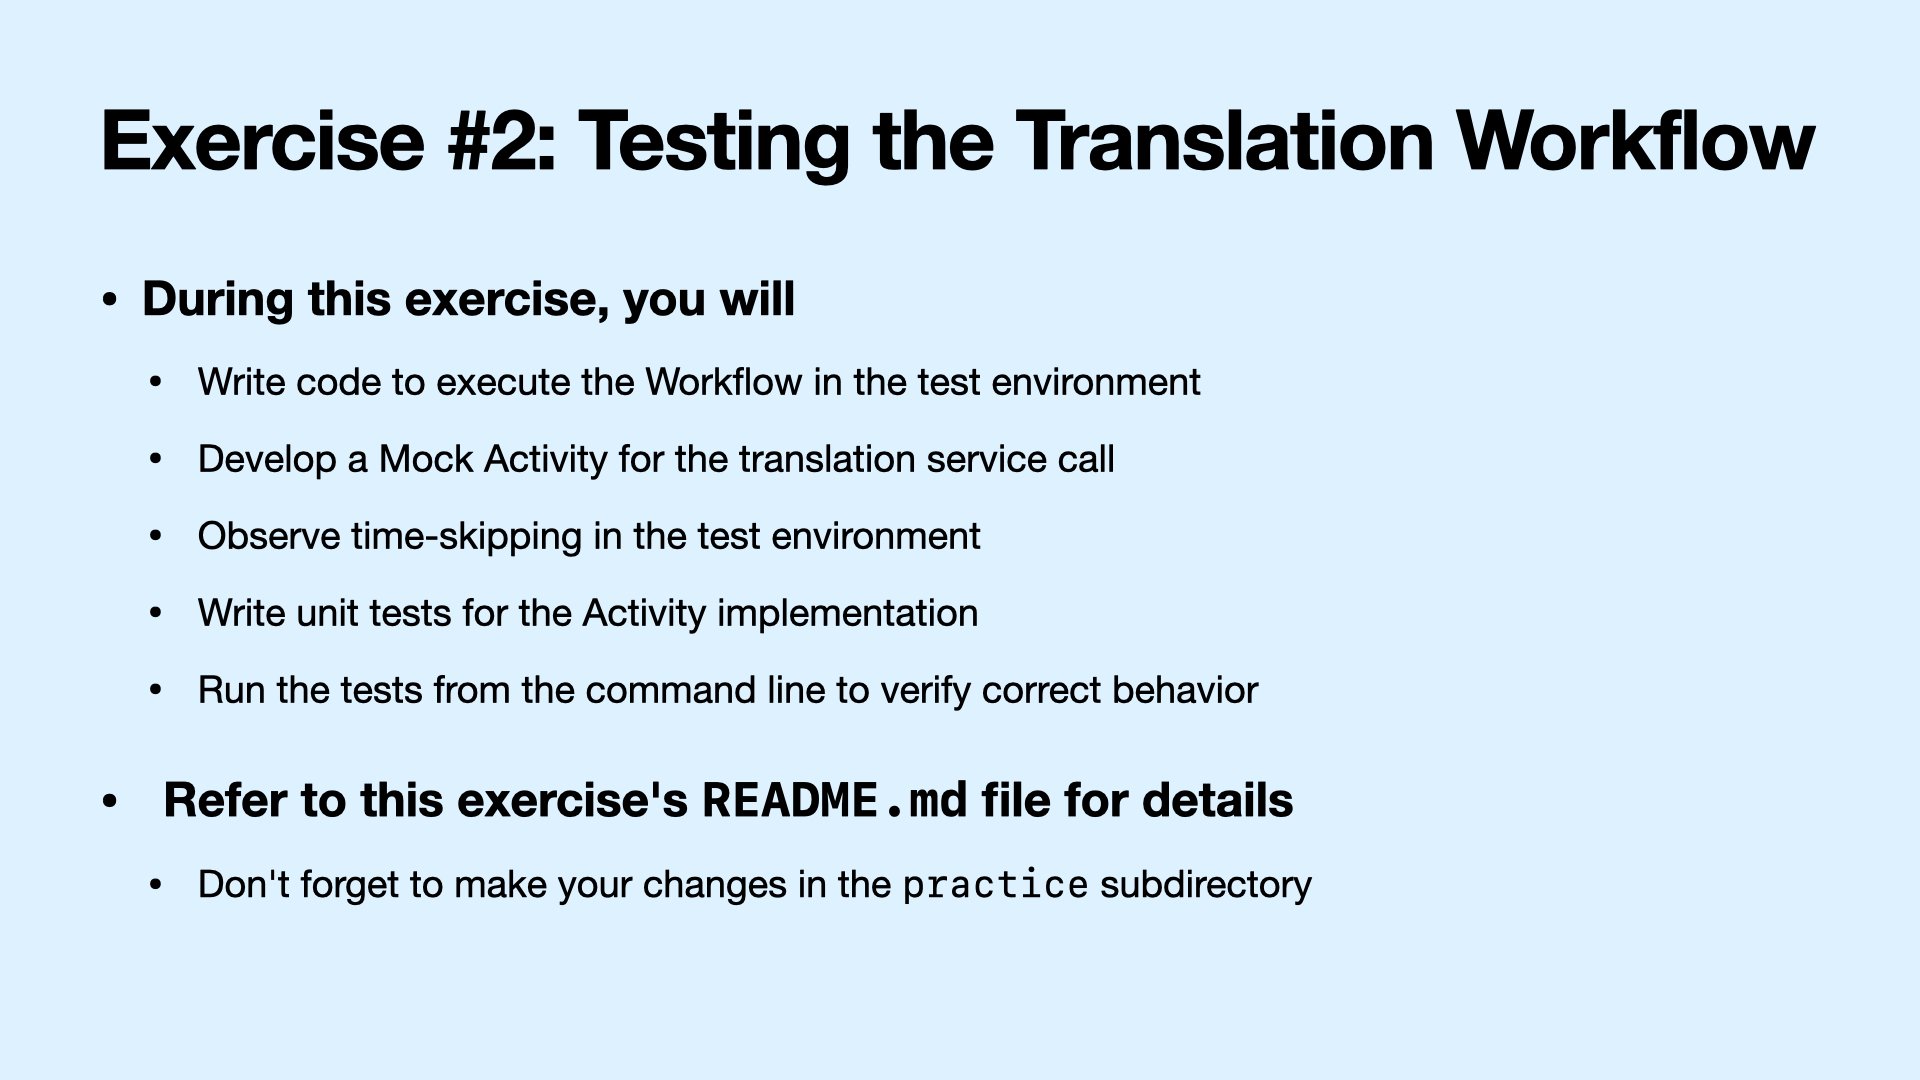 Exercise #2: Testing the Translation Workflow
• During this exercise, you will
• Write code to execute the Workflow in the test environment
• Develop a Mock Activity for the translation service call
• Observe time-skipping in the test environment
• Write unit tests for the Activity implementation
• Run the tests from the command line to verify correct behavior
• Refer to this exercise's README.md file for details
• Don't forget to make your changes in the practice subdirectory